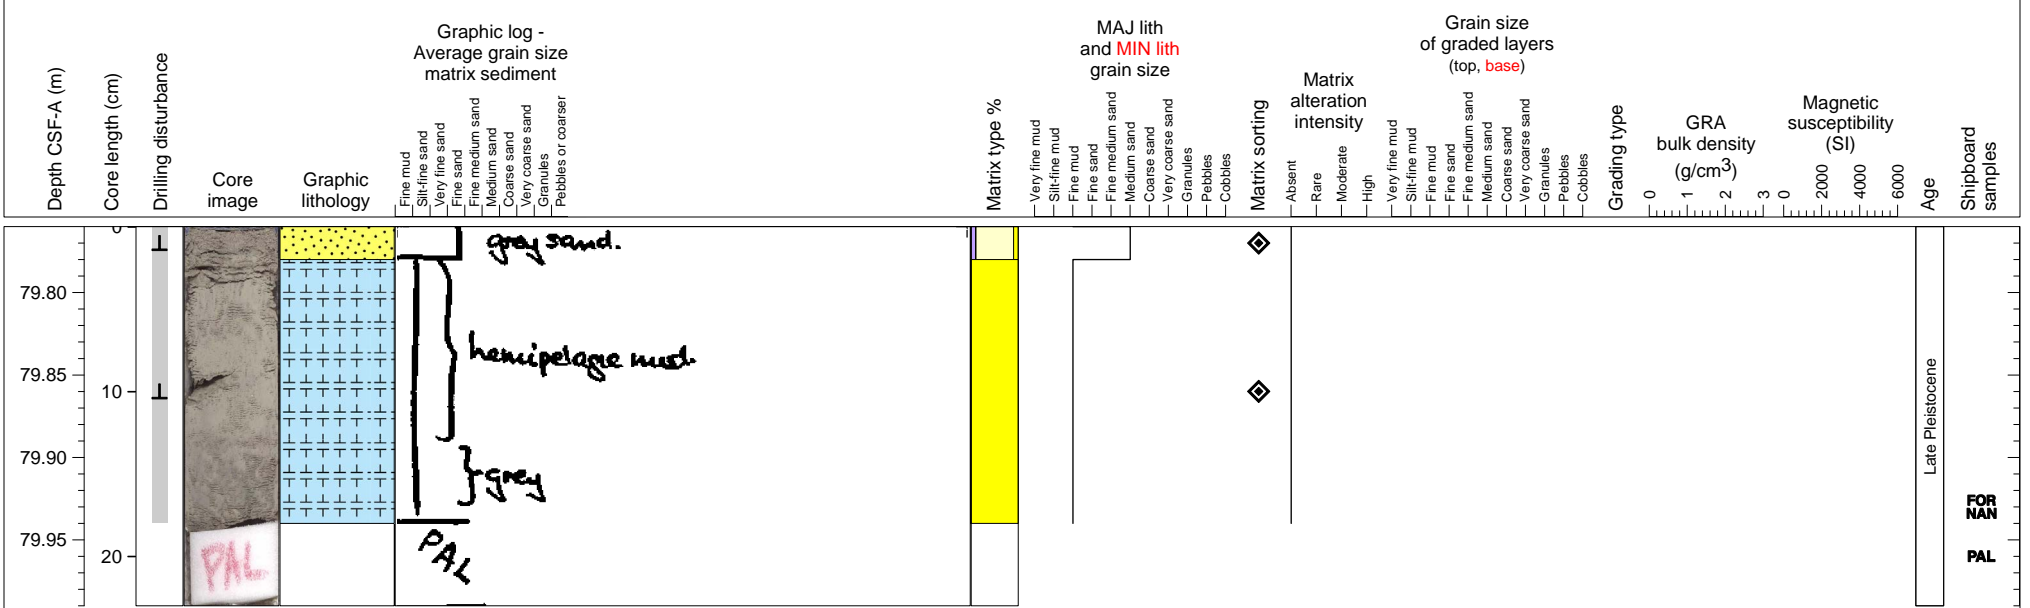 Depth CSF-A (m)
Core length (cm)
Drilling disturbance
Core
image
Graphic
lithology
Graphic log -
Average grain size
matrix sediment
Fine mud
Silt-fine sand
Very fine sand
Fine sand
Fine medium sand
Medium sand
Coarse sand
Very coarse sand
Granules
Pebbles or coarser
Matrix type %
MAJ lith
and MIN lith
grain size
Very fine mud
Silt-fine mud
Fine mud
Fine sand
Fine medium sand
Medium sand
Coarse sand
Very coarse sand
Granules
Pebbles
Cobbles
Matrix sorting
Matrix
alteration
intensity
Absent
Rare
Moderate
High
Grain size
of graded layers
(top, base)
Very fine mud
Silt-fine mud
Fine mud
Fine sand
Fine medium sand
Medium sand
Coarse sand
Very coarse sand
Granules
Pebbles
Cobbles
Grading type
GRA
bulk density
(g/cm3)
0 1 2 3
Magnetic
susceptibility
(SI)
0 2000 4000 6000
Age
Shipboard
samples
0
grey sand.
79.80
hemipelagic mud.
79.85
10
79.90
grey
Late Pleistocene
FOR
NAN
79.95
20
PAL
PAL
PAL